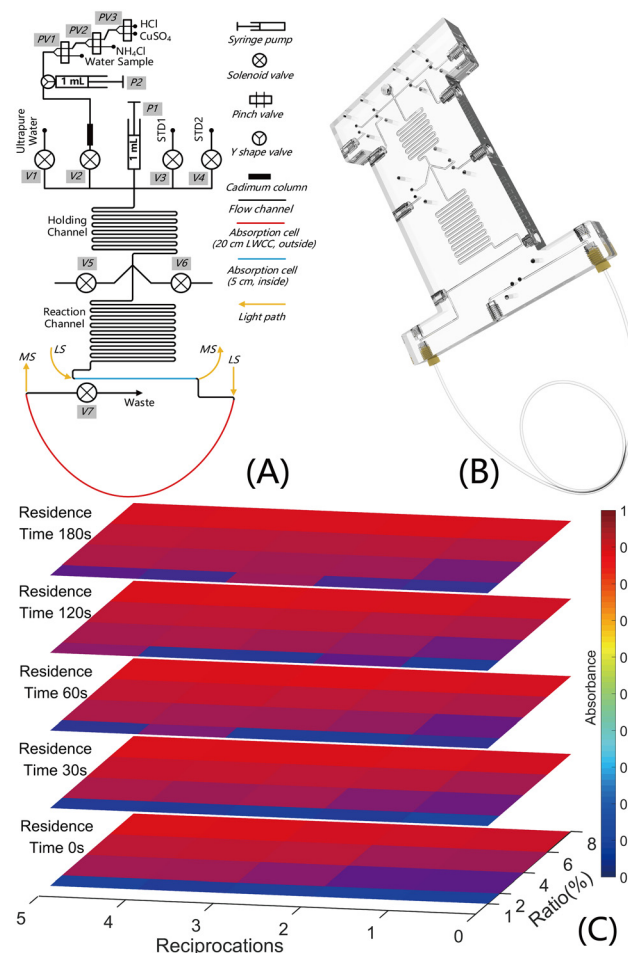 PV3
PV2
PV1
HCl
CuSO4
NH4Cl
Water Sample
1 mL
P2
P1
Ultrapure
Water
1 mL
STD1
STD2
V1
V2
V3
V4
Holding
Channel
V5
V6
Reaction
Channel
MS
LS
MS
LS
V7
Waste
(A)
Syringe pump
Solenoid valve
Pinch valve
Y shape valve
Cadimum column
Flow channel
Absorption cell
(20 cm LWCC, outside)
Absorption cell
(5 cm, inside)
Light path
(B)
Residence
Time 180s
Residence
Time 120s
Residence
Time 60s
Residence
Time 30s
Residence
Time 0s
5
4
3
2
1
0
Reciprocations
1
2
4
6
8
Ratio(%)
1
0
0
0
0
0
0
0
0
0
0
Absorbance
(C)